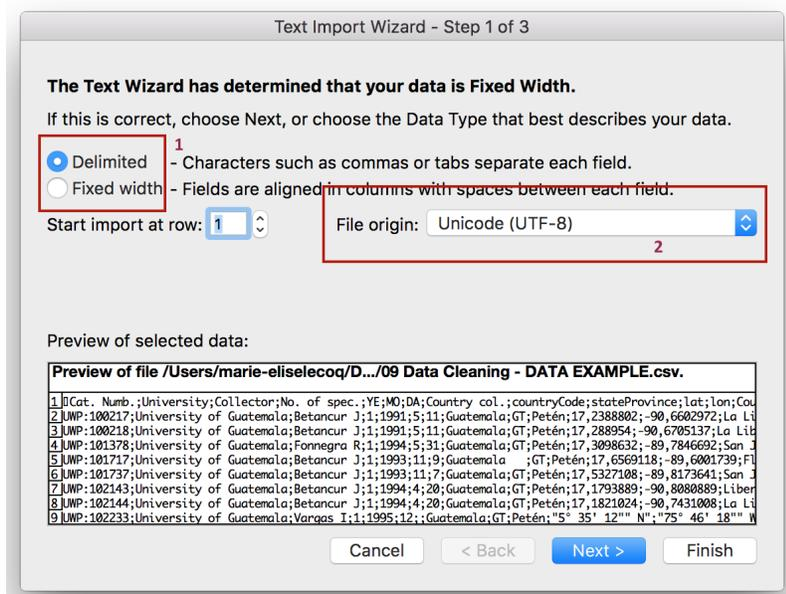 Text Import Wizard - Step 1 of 3
The Text Wizard has determined that your data is Fixed Width.
If this is correct, choose Next, or choose the Data Type that best describes your data.
1
Delimited - Characters such as commas or tabs separate each field.
Fixed width - Fields are aligned in columns with spaces between each field.
Start import at row: 1 File origin: Unicode (UTF-8)
2
Preview of selected data:
Preview of file /Users/marie-eliselecoq/D.../09 Data Cleaning - DATA EXAMPLE.csv.
1 Cat. Numb.;University;Collector;No. of spec.;YE;MO;DA;Country col.;countryCode;stateProvince;lat;lon;Cou
2 UWP:100217;University of Guatemala;Betancur J;1;1991;5;11;Guatemala;GT;Petén;17,2388802;-90,6602972;La Li
3 UWP:100218;University of Guatemala;Betancur J;1;1991;5;11;Guatemala;GT;Petén;17,288954;-90,6705137;La Lib
4 UWP:101378;University of Guatemala;Fonnegra R;1;1994;5;31;Guatemala;GT;Petén;17,3098632;-89,7846692;San J
5 UWP:101717;University of Guatemala;Betancur J;1;1993;11;9;Guatemala ;GT;Petén;17,6569118;-89,6001739;Fl
6 UWP:101737;University of Guatemala;Betancur J;1;1993;11;7;Guatemala;GT;Petén;17,5327108;-89,8173641;San J
7 UWP:102143;University of Guatemala;Betancur J;1;1994;4;20;Guatemala;GT;Petén;17,1793889;-90,8080889;Liber
8 UWP:102144;University of Guatemala;Betancur J;1;1994;4;20;Guatemala;GT;Petén;17,1821024;-90,7431008;La Li
9 UWP:102233;University of Guatemala;Vargas I;1;1995;12;;Guatemala;GT;Petén;"5° 35' 12"" N";"75° 46' 18"" W
Cancel < Back Next > Finish